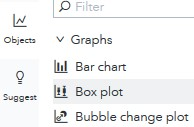 Filter
Objects
Graphs
Bar chart
Suggest
Box plot
Bubble change plot